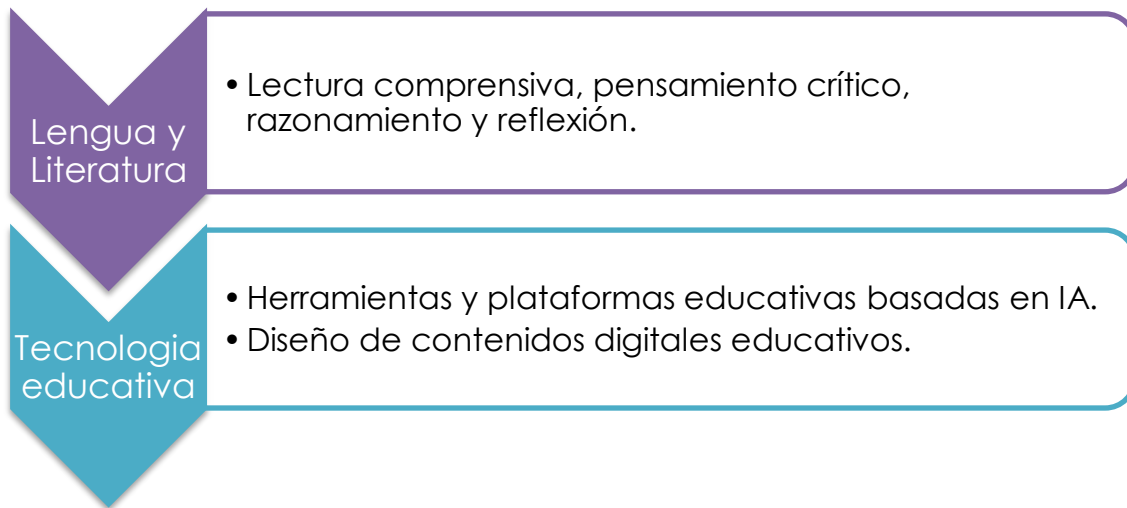 Lengua y
Literatura
• Lectura comprensiva, pensamiento crítico,
razonamiento y reflexión.
Tecnologia
educativa
• Herramientas y plataformas educativas basadas en IA.
• Diseño de contenidos digitales educativos.